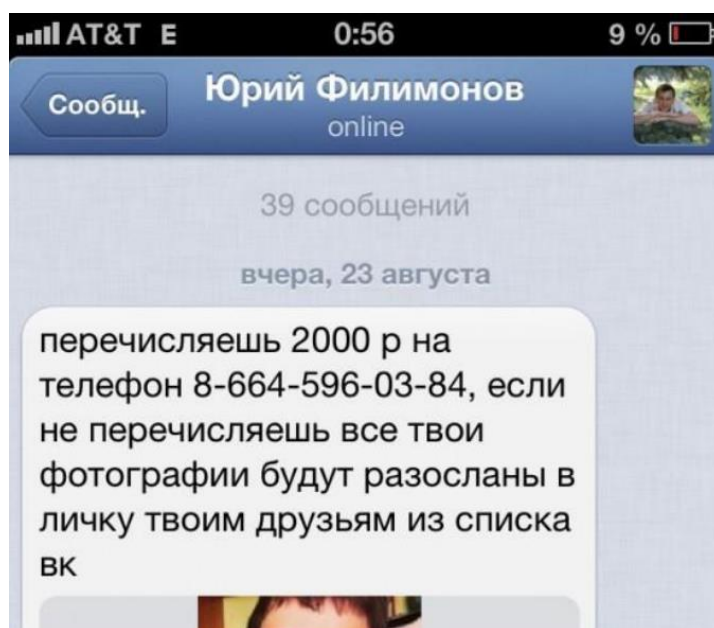 AT&T E 0:56 9 %
Сообщ. Юрий Филимонов
online
39 сообщений
вчера, 23 августа
перечисляешь 2000 р на
телефон 8-664-596-03-84, если
не перечисляешь все твои
фотографии будут разосланы в
личку твоим друзьям из списка
вк